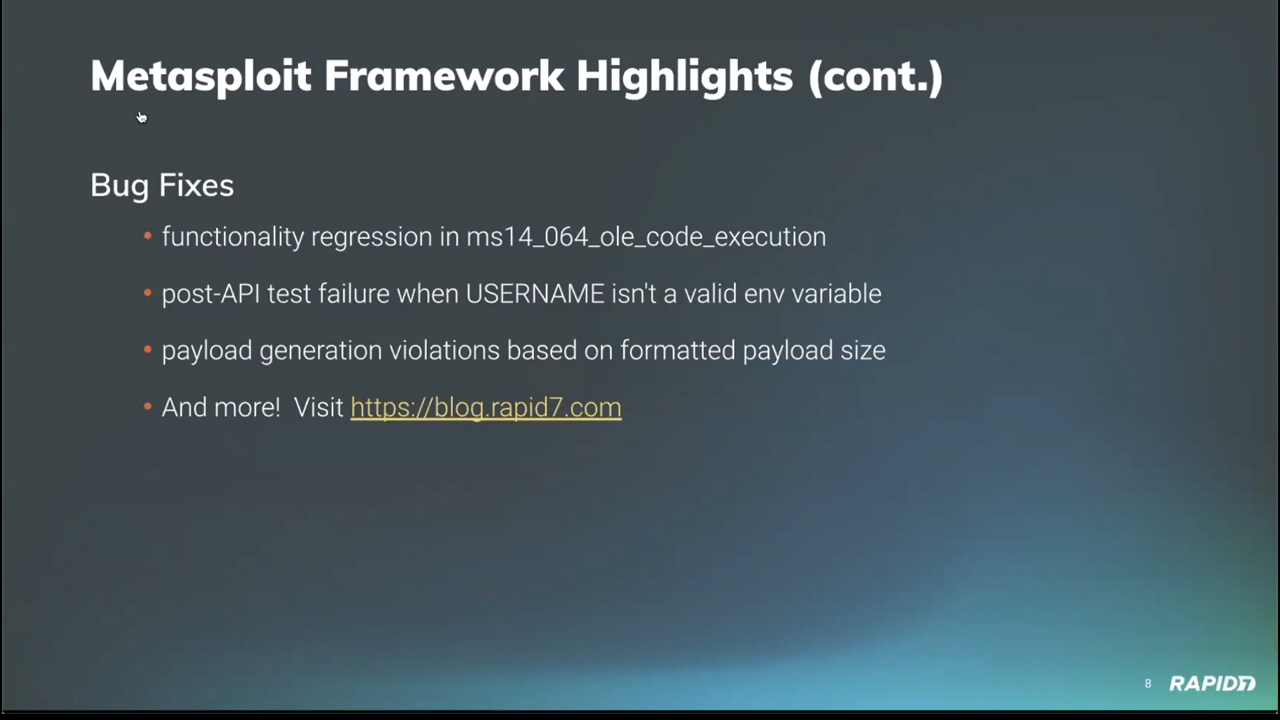 Metasploit Framework Highlights (cont.)
Bug Fixes
• functionality regression in ms14_064_ole_code_execution
• post-API test failure when USERNAME isn't a valid env variable
• payload generation violations based on formatted payload size
• And more!  Visit https://blog.rapid7.com
8
RAPID7